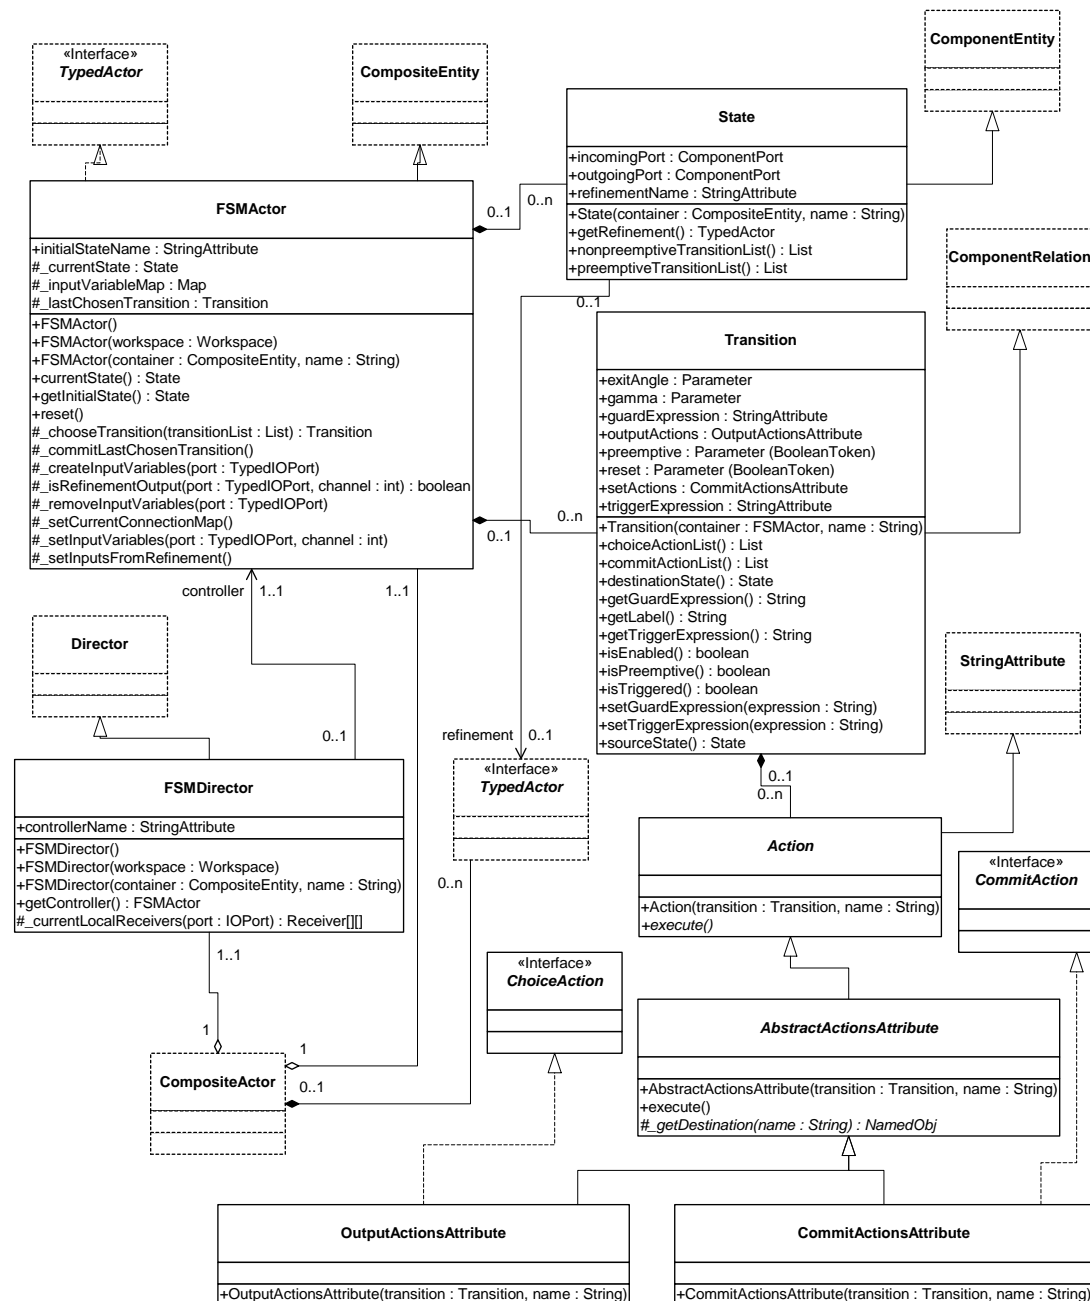 «Interface»
TypedActor
CompositeEntity
ComponentEntity
State
+incomingPort : ComponentPort
+outgoingPort : ComponentPort
+refinementName : StringAttribute
+State(container : CompositeEntity, name : String)
+getRefinement() : TypedActor
+nonpreemptiveTransitionList() : List
+preemptiveTransitionList() : List
FSMActor
+initialStateName : StringAttribute
#_currentState : State
#_inputVariableMap : Map
#_lastChosenTransition : Transition
+FSMActor()
+FSMActor(workspace : Workspace)
+FSMActor(container : CompositeEntity, name : String)
+currentState() : State
+getInitialState() : State
+reset()
#_chooseTransition(transitionList : List) : Transition
#_commitLastChosenTransition()
#_createInputVariables(port : TypedIOPort)
#_isRefinementOutput(port : TypedIOPort, channel : int) : boolean
#_removeInputVariables(port : TypedIOPort)
#_setCurrentConnectionMap()
#_setInputVariables(port : TypedIOPort, channel : int)
#_setInputsFromRefinement()
0..1
0..n
ComponentRelation
0..1
Transition
+exitAngle : Parameter
+gamma : Parameter
+guardExpression : StringAttribute
+outputActions : OutputActionsAttribute
+preemptive : Parameter (BooleanToken)
+reset : Parameter (BooleanToken)
+setActions : CommitActionsAttribute
+triggerExpression : StringAttribute
+Transition(container : FSMActor, name : String)
+choiceActionList() : List
+commitActionList() : List
+destinationState() : State
+getGuardExpression() : String
+getLabel() : String
+getTriggerExpression() : String
+isEnabled() : boolean
+isPreemptive() : boolean
+isTriggered() : boolean
+setGuardExpression(expression : String)
+setTriggerExpression(expression : String)
+sourceState() : State
0..n
0..1
controller
1..1
1..1
Director
StringAttribute
0..1
refinement
0..1
«Interface»
TypedActor
0..1
0..n
FSMDirector
+controllerName : StringAttribute
+FSMDirector()
+FSMDirector(workspace : Workspace)
+FSMDirector(container : CompositeEntity, name : String)
+getController() : FSMActor
#_currentLocalReceivers(port : IOPort) : Receiver[][]
Action
+Action(transition : Transition, name : String)
+execute()
«Interface»
CommitAction
0..n
1..1
«Interface»
ChoiceAction
AbstractActionsAttribute
+AbstractActionsAttribute(transition : Transition, name : String)
+execute()
#_getDestination(name : String) : NamedObj
1
1
0..1
CompositeActor
OutputActionsAttribute
+OutputActionsAttribute(transition : Transition, name : String)
CommitActionsAttribute
+CommitActionsAttribute(transition : Transition, name : String)